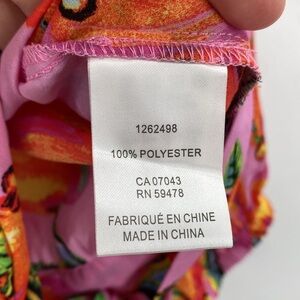 1262498
100% POLYESTER
CA 07043
RN 59478
FABRIQUÉ EN CHINE
MADE IN CHINA